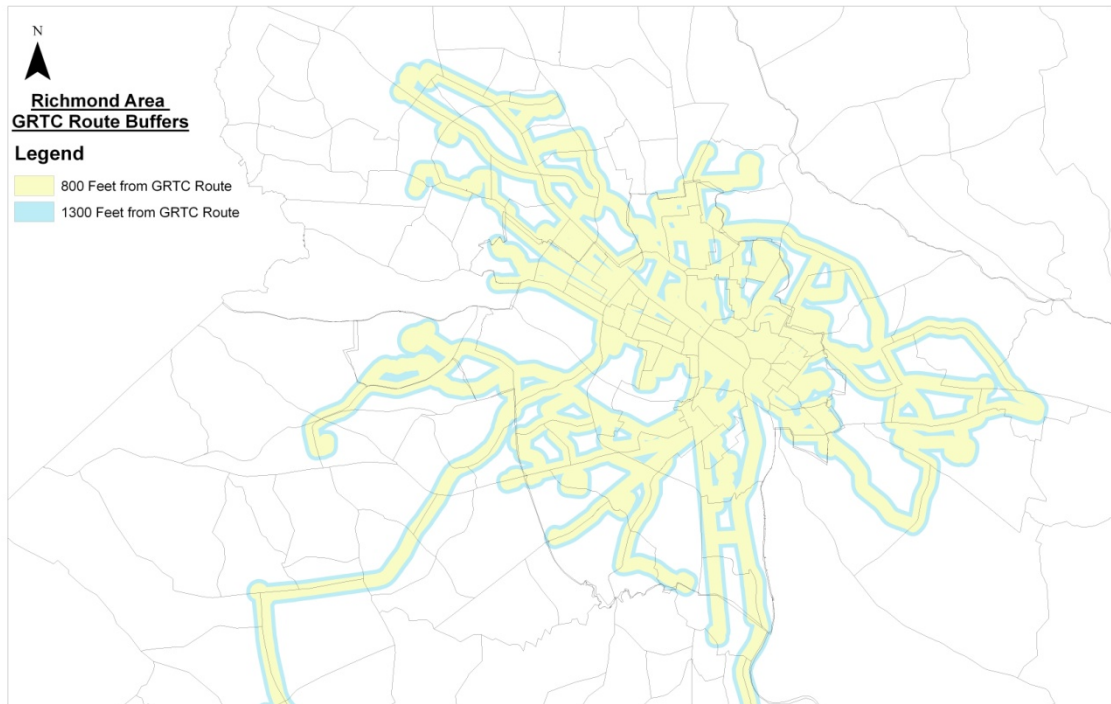 N
Richmond Area
GRTC Route Buffers
Legend
800 Feet from GRTC Route
1300 Feet from GRTC Route